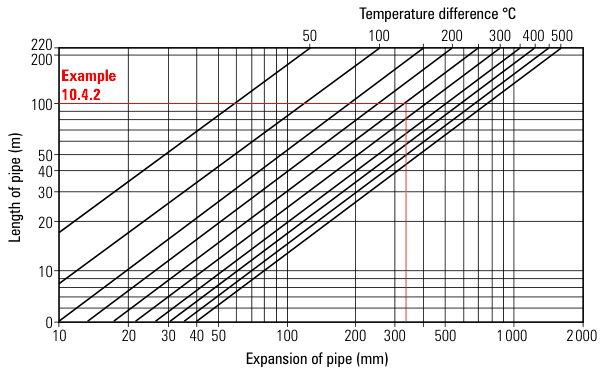 Temperature difference °C
50 100 200 300 400 500
220
200
Example
10.4.2
100
50
40
30
20
10
0
Length of pipe (m)
10 20 30 40 50 100 200 300 500 1 000 2 000
Expansion of pipe (mm)